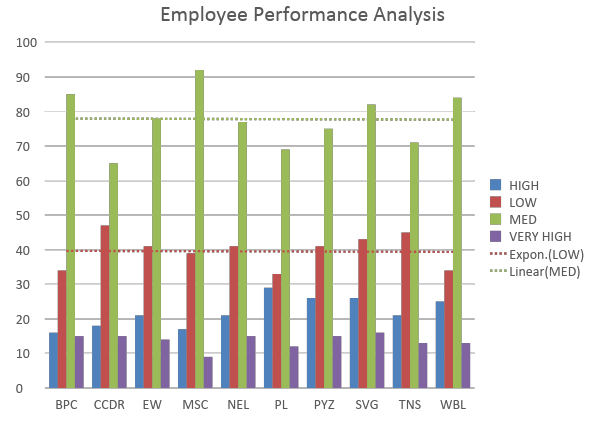 Employee Performance Analysis
100
90
80
70
60
50
40
30
20
10
0
BPC CCDR EW MSC NEL PL PYZ SVG TNS WBL
HIGH
LOW
MED
VERY HIGH
Expon.(LOW)
Linear(MED)